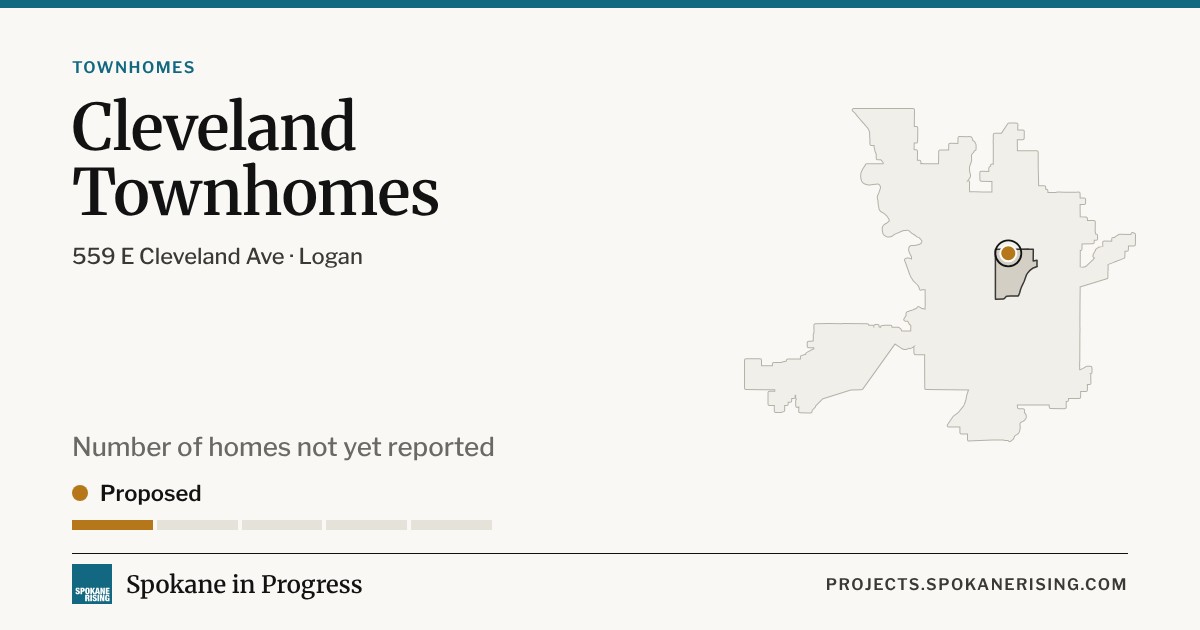 TOWNHOMES
Cleveland
Townhomes
559 E Cleveland Ave · Logan
Number of homes not yet reported
Proposed
SPOKANE
RISING
Spokane in Progress
PROJECTS.SPOKANERISING.COM